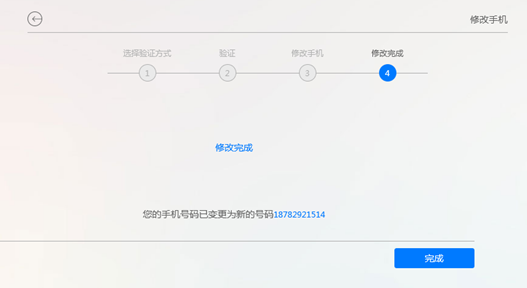 修改手机
选择验证方式 验证 修改手机 修改完成
1 2 3 4
修改完成
您的手机号码已变更为新的号码18782921514
完成